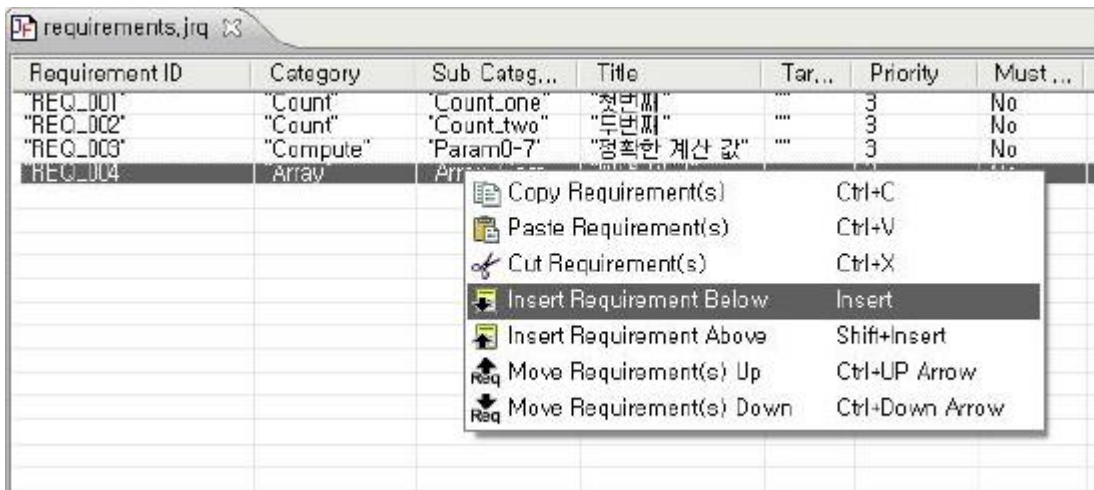 requirements.jrq
Requirement ID Category Sub Categ... Title Tar... Priority Must ...
"REQ_001" "Count" "Count_one" "첫번째" "" 3 No
"REQ_002" "Count" "Count_two" "두번째" "" 3 No
"REQ_003" "Compute" "Param0-7" "정확한 계산 값" "" 3 No
"REQ_004 Array
Copy Requirement(s) Ctrl+C
Paste Requirement(s) Ctrl+V
Cut Requirement(s) Ctrl+X
Insert Requirement Below Insert
Insert Requirement Above Shift+Insert
Req Move Requirement(s) Up Ctrl+UP Arrow
Req Move Requirement(s) Down Ctrl+Down Arrow